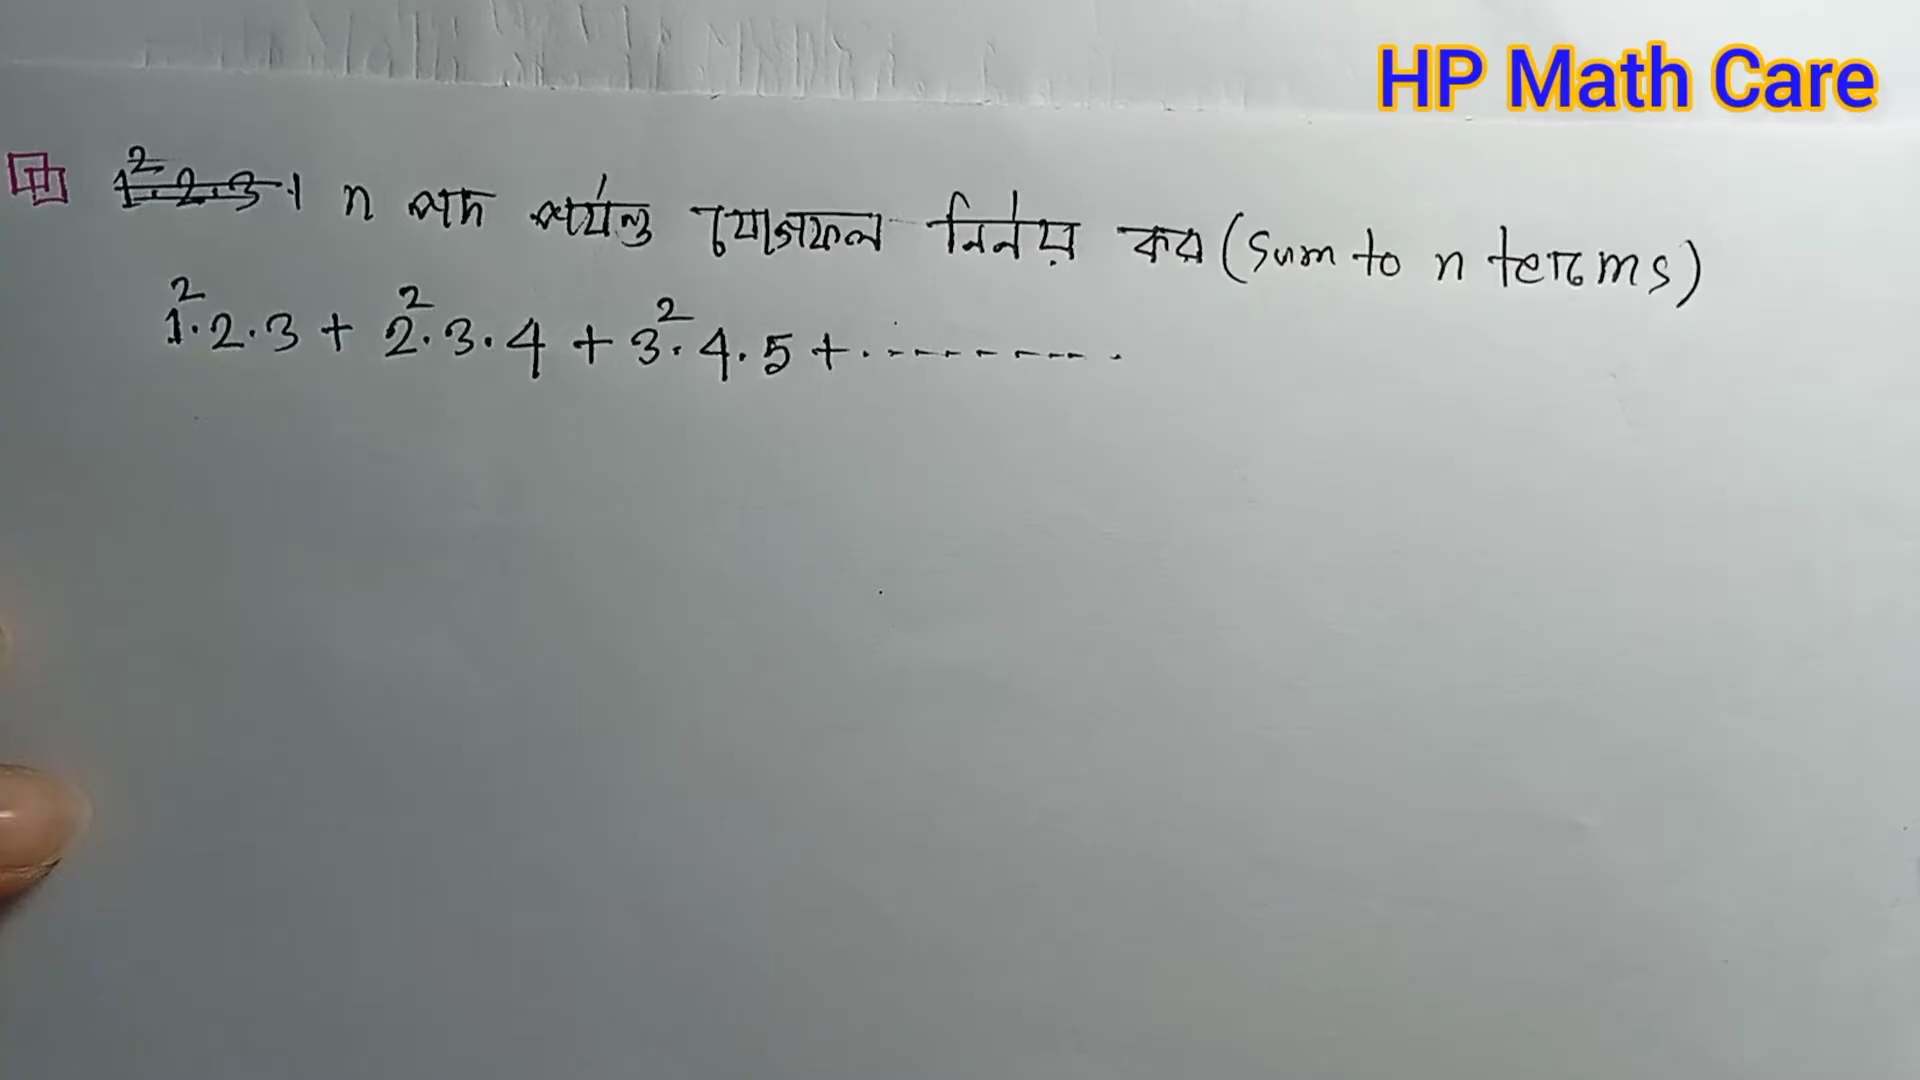 HP Math Care
1².2.3 । n পদ পর্যন্ত যোগফল নির্নয় কর (Sum to n terms)
1².2.3 + 2².3.4 + 3².4.5 + ...........